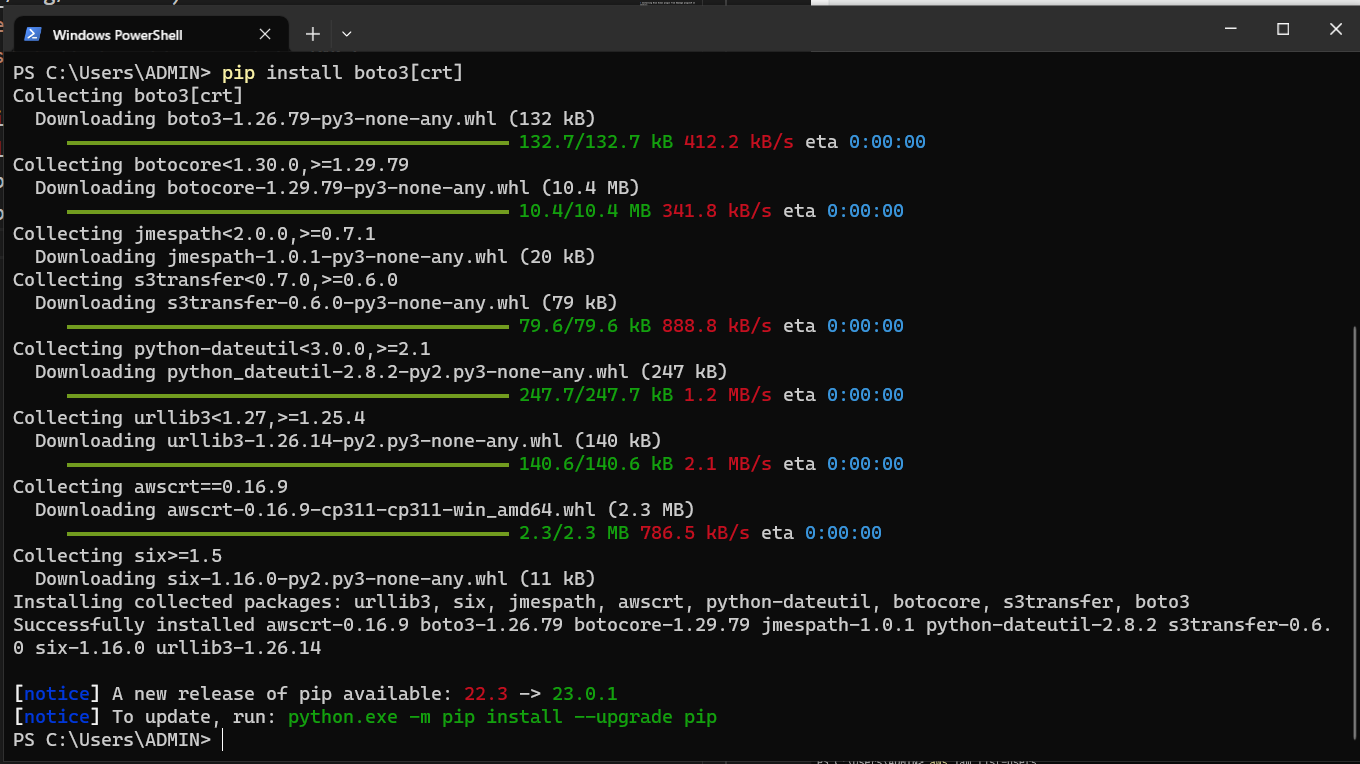 Windows PowerShell
PS C:\Users\ADMIN> pip install boto3[crt]
Collecting boto3[crt]
  Downloading boto3-1.26.79-py3-none-any.whl (132 kB)
     132.7/132.7 kB 412.2 kB/s eta 0:00:00
Collecting botocore<1.30.0,>=1.29.79
  Downloading botocore-1.29.79-py3-none-any.whl (10.4 MB)
     10.4/10.4 MB 341.8 kB/s eta 0:00:00
Collecting jmespath<2.0.0,>=0.7.1
  Downloading jmespath-1.0.1-py3-none-any.whl (20 kB)
Collecting s3transfer<0.7.0,>=0.6.0
  Downloading s3transfer-0.6.0-py3-none-any.whl (79 kB)
     79.6/79.6 kB 888.8 kB/s eta 0:00:00
Collecting python-dateutil<3.0.0,>=2.1
  Downloading python_dateutil-2.8.2-py2.py3-none-any.whl (247 kB)
     247.7/247.7 kB 1.2 MB/s eta 0:00:00
Collecting urllib3<1.27,>=1.25.4
  Downloading urllib3-1.26.14-py2.py3-none-any.whl (140 kB)
     140.6/140.6 kB 2.1 MB/s eta 0:00:00
Collecting awscrt==0.16.9
  Downloading awscrt-0.16.9-cp311-cp311-win_amd64.whl (2.3 MB)
     2.3/2.3 MB 786.5 kB/s eta 0:00:00
Collecting six>=1.5
  Downloading six-1.16.0-py2.py3-none-any.whl (11 kB)
Installing collected packages: urllib3, six, jmespath, awscrt, python-dateutil, botocore, s3transfer, boto3
Successfully installed awscrt-0.16.9 boto3-1.26.79 botocore-1.29.79 jmespath-1.0.1 python-dateutil-2.8.2 s3transfer-0.6.
0 six-1.16.0 urllib3-1.26.14
[notice] A new release of pip available: 22.3 -> 23.0.1
[notice] To update, run: python.exe -m pip install --upgrade pip
PS C:\Users\ADMIN>